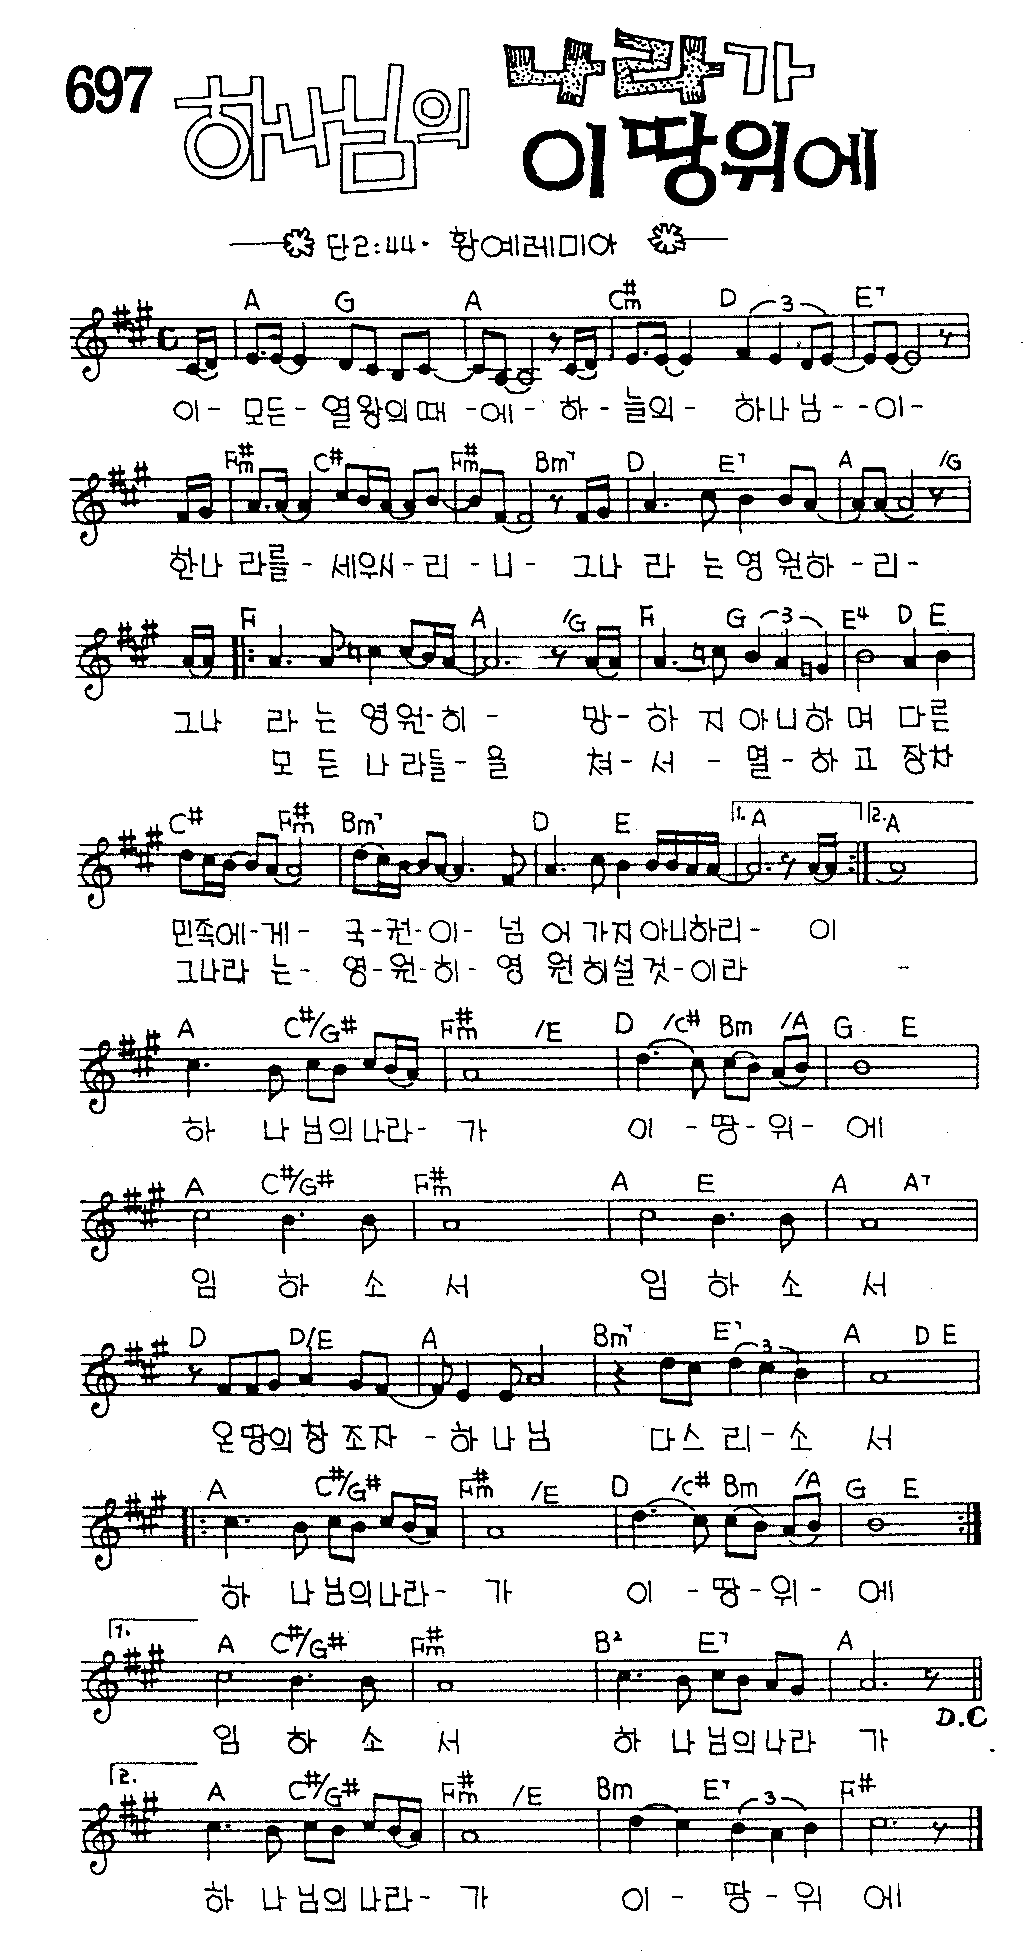 697
하나님의 나라가
이 땅위에
단2:44. 황예레미야
A G A C#m D 3 E7
이- 모든- 열왕의때 -에- 하-늘의- 하나님--이-
F#m C# F#m Bm7 D E7 A /G
한나 라를- 세우시-리 -니- 그나 라 는영원하-리-
A A /G A G 3 E4 D E
그나 라는 영원-히- 망-하 지아니하며 다른
모든 나라들-을 쳐-서 -멸-하고 장차
C# F#m Bm7 D E 1. A 2. A
민족에-게- 국-권-이- 넘어 가지아니하리- 이
그나라 는- 영-원-히- 영 원히설것-이라 -
A C#/G# F#m /E D /C# Bm /A G E
하 나님의나라-가 이 -땅-위- 에
A C#/G# F#m A E A A7
임 하 소 서 임 하 소 서
D D/E A Bm7 E7 3 A D E
온땅의창 조자 -하나님 다스 리-소 서
A C#/G# F#m /E D /C# Bm /A G E
하 나님의나라- 가 이 -땅-위- 에
1. A C#/G# F#m B2 E7 A
D.C
임 하 소 서 하 나님의나라 가
2. A C#/G# F#m /E Bm E7 3 F#
하 나님의나라- 가 이 - 땅-위 에